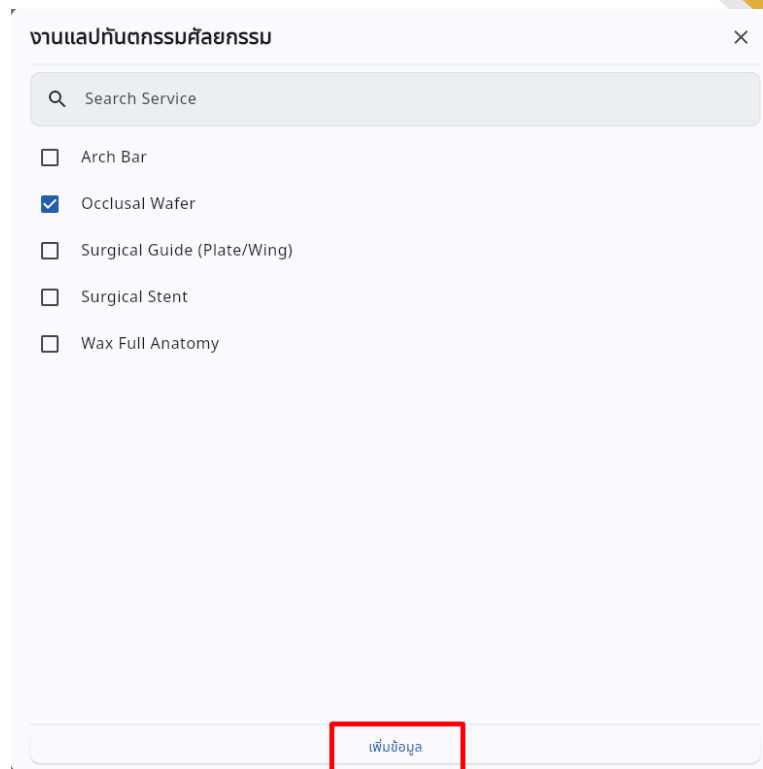 งานแลปทันตกรรมศัลยกรรม
Search Service
Arch Bar
Occlusal Wafer
Surgical Guide (Plate/Wing)
Surgical Stent
Wax Full Anatomy
เพิ่มข้อมูล